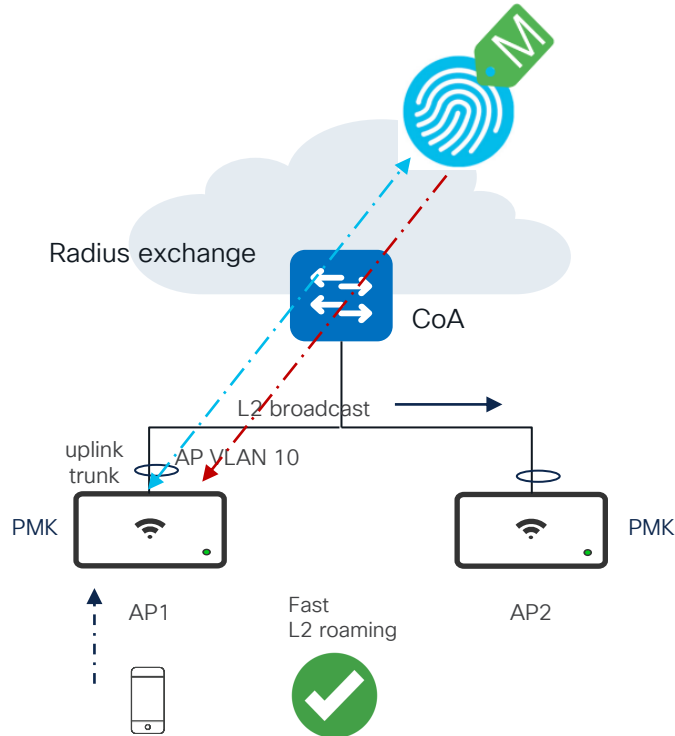 M
Radius exchange
CoA
L2 broadcast
uplink
trunk
AP VLAN 10
PMK
PMK
AP1
Fast
L2 roaming
AP2